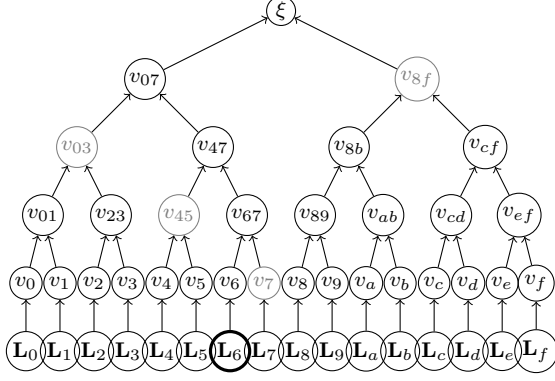 ξ
v₀₇ v₈f
v₀₃ v₄₇ v₈b vcf
v₀₁ v₂₃ v₄₅ v₆₇ v₈₉ vab vcd vef
v₀ v₁ v₂ v₃ v₄ v₅ v₆ v₇ v₈ v₉ va vb vc vd ve vf
L₀ L₁ L₂ L₃ L₄ L₅ L₆ L₇ L₈ L₉ La Lb Lc Ld Le Lf